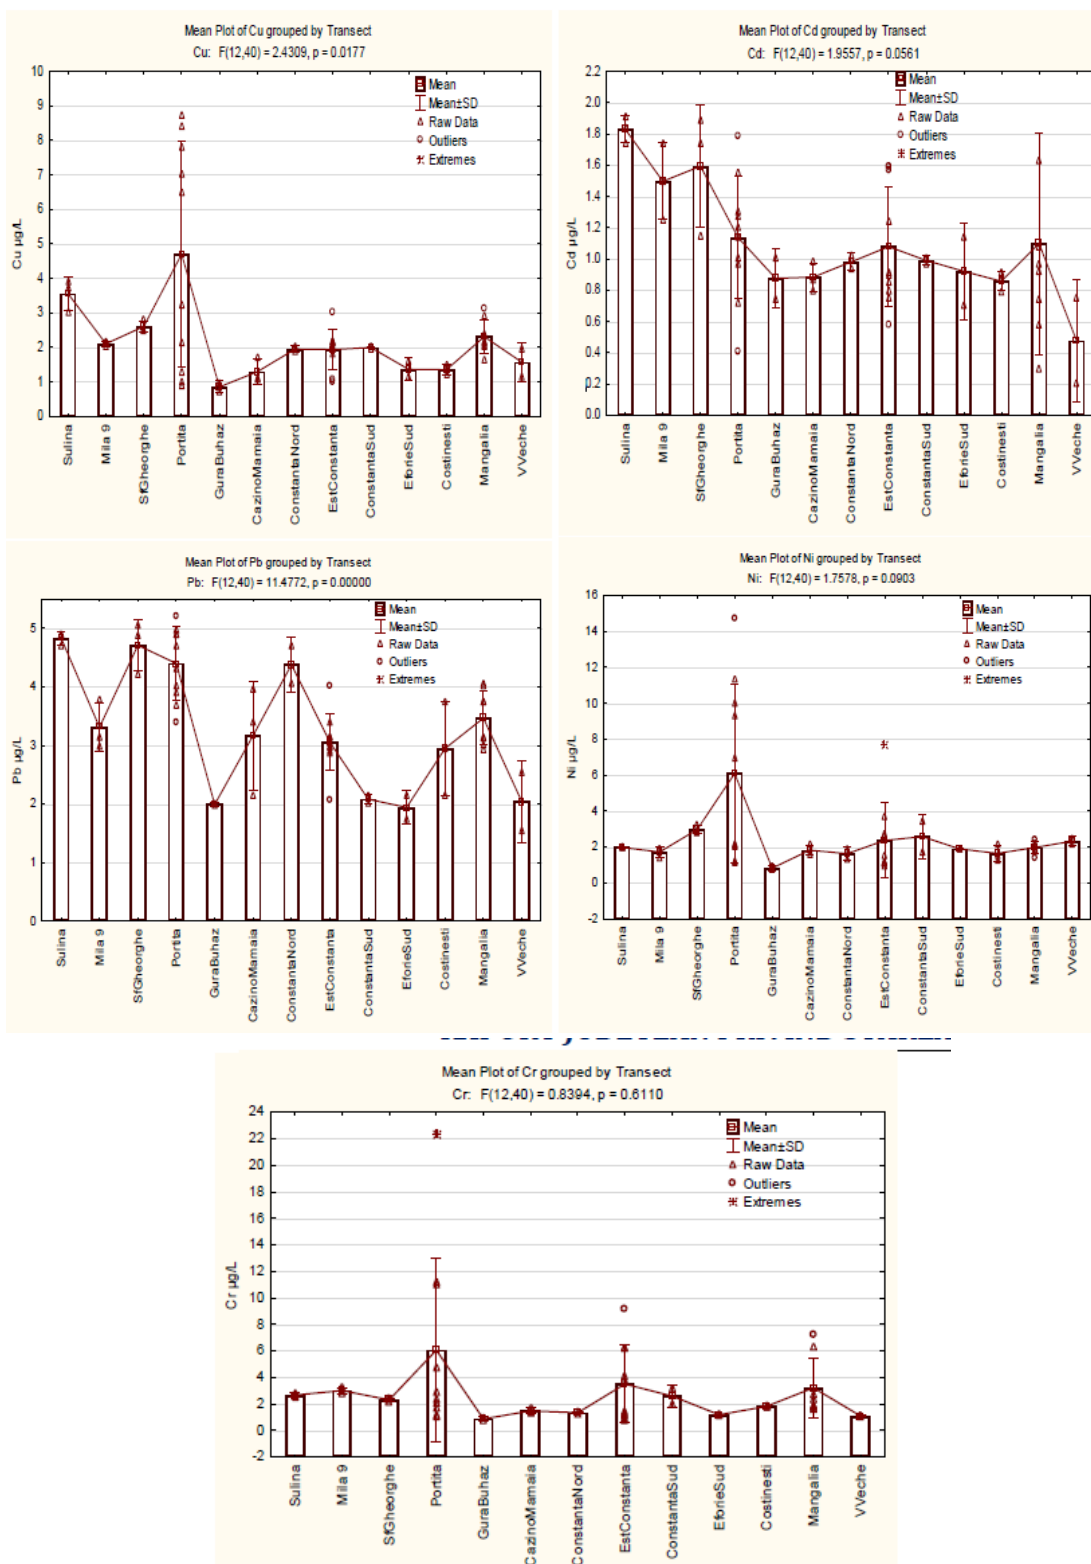 Mean Plot of Cu grouped by Transect
Cu: F(12,40) = 2.4309, p = 0.0177
10
9
8
7
6
5
4
3
2
1
0
Cu µg/L
Mean
Mean±SD
Raw Data
Outliers
Extremes
Sulina
Mila 9
SfGheorghe
Portita
GuraBuhaz
CazinoMamaia
ConstantaNord
EstConstanta
ConstantaSud
EforieSud
Costinesti
Mangalia
VVeche
Mean Plot of Cd grouped by Transect
Cd: F(12,40) = 1.9557, p = 0.0561
2.2
2.0
1.8
1.6
1.4
1.2
1.0
0.8
0.6
0.4
0.2
0.0
Cd µg/L
Mean
Mean±SD
Raw Data
Outliers
Extremes
Sulina
Mila 9
SfGheorghe
Portita
GuraBuhaz
CazinoMamaia
ConstantaNord
EstConstanta
ConstantaSud
EforieSud
Costinesti
Mangalia
VVeche
Mean Plot of Pb grouped by Transect
Pb: F(12,40) = 11.4772, p = 0.00000
5
4
3
2
1
0
Pb µg/L
Mean
Mean±SD
Raw Data
Outliers
Extremes
Sulina
Mila 9
SfGheorghe
Portita
GuraBuhaz
CazinoMamaia
ConstantaNord
EstConstanta
ConstantaSud
EforieSud
Costinesti
Mangalia
VVeche
Mean Plot of Ni grouped by Transect
Ni: F(12,40) = 1.7578, p = 0.0903
16
14
12
10
8
6
4
2
0
-2
Ni µg/L
Mean
Mean±SD
Raw Data
Outliers
Extremes
Sulina
Mila 9
SfGheorghe
Portita
GuraBuhaz
CazinoMamaia
ConstantaNord
EstConstanta
ConstantaSud
EforieSud
Costinesti
Mangalia
VVeche
Mean Plot of Cr grouped by Transect
Cr: F(12,40) = 0.8394, p = 0.6110
24
22
20
18
16
14
12
10
8
6
4
2
0
-2
Cr µg/L
Mean
Mean±SD
Raw Data
Outliers
Extremes
Sulina
Mila 9
SfGheorghe
Portita
GuraBuhaz
CazinoMamaia
ConstantaNord
EstConstanta
ConstantaSud
EforieSud
Costinesti
Mangalia
VVeche